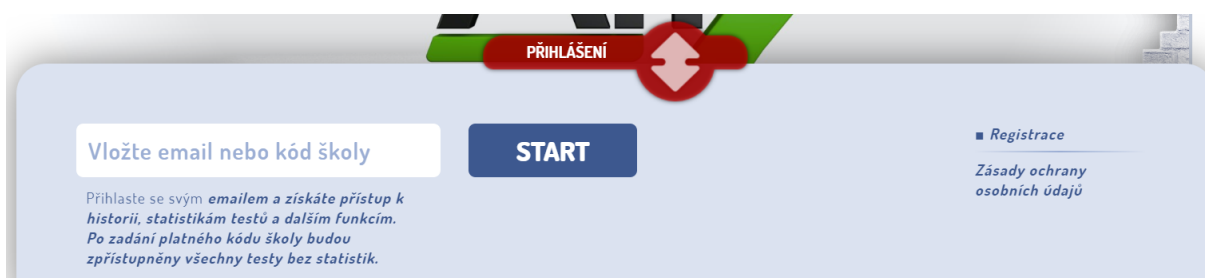 PŘIHLÁŠENÍ
Vložte email nebo kód školy
START
Přihlaste se svým emailem a získáte přístup k
historii, statistikám testů a dalším funkcím.
Po zadání platného kódu školy budou
zpřístupněny všechny testy bez statistik.
Registrace
Zásady ochrany
osobních údajů